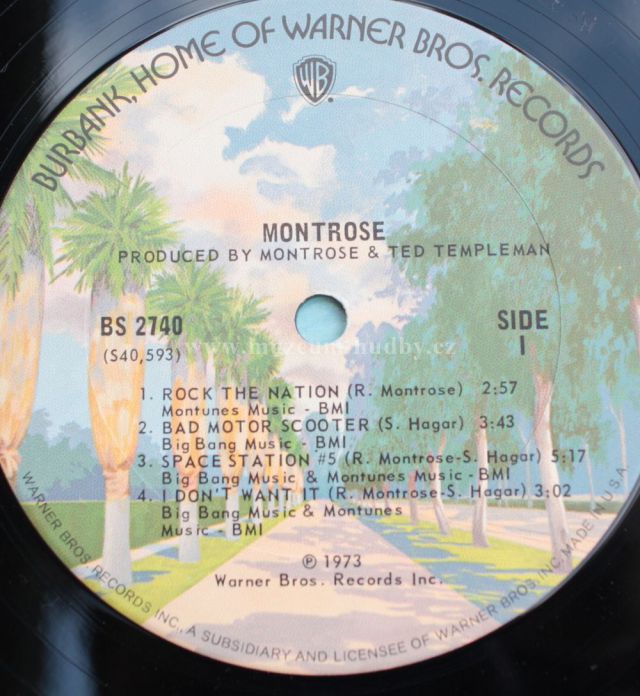 BURBANK, HOME OF WARNER BROS. RECORDS
WB
MONTROSE
PRODUCED BY MONTROSE & TED TEMPLEMAN
BS 2740
(S40,593)
SIDE
1
www.muzeum-hudby.cz
1. ROCK THE NATION (R. Montrose) 2:57
Montunes Music - BMI
2. BAD MOTOR SCOOTER (S. Hagar) 3:43
Big Bang Music - BMI
3. SPACE STATION #5 (R. Montrose-S. Hagar) 5:17
Big Bang Music & Montunes Music - BMI
4. I DON'T WANT IT (R. Montrose-S. Hagar) 3:02
Big Bang Music & Montunes
Music - BMI
℗ 1973
Warner Bros. Records Inc.
WARNER BROS. RECORDS INC., A SUBSIDIARY AND LICENSEE OF WARNER BROS. INC. MADE IN U.S.A.